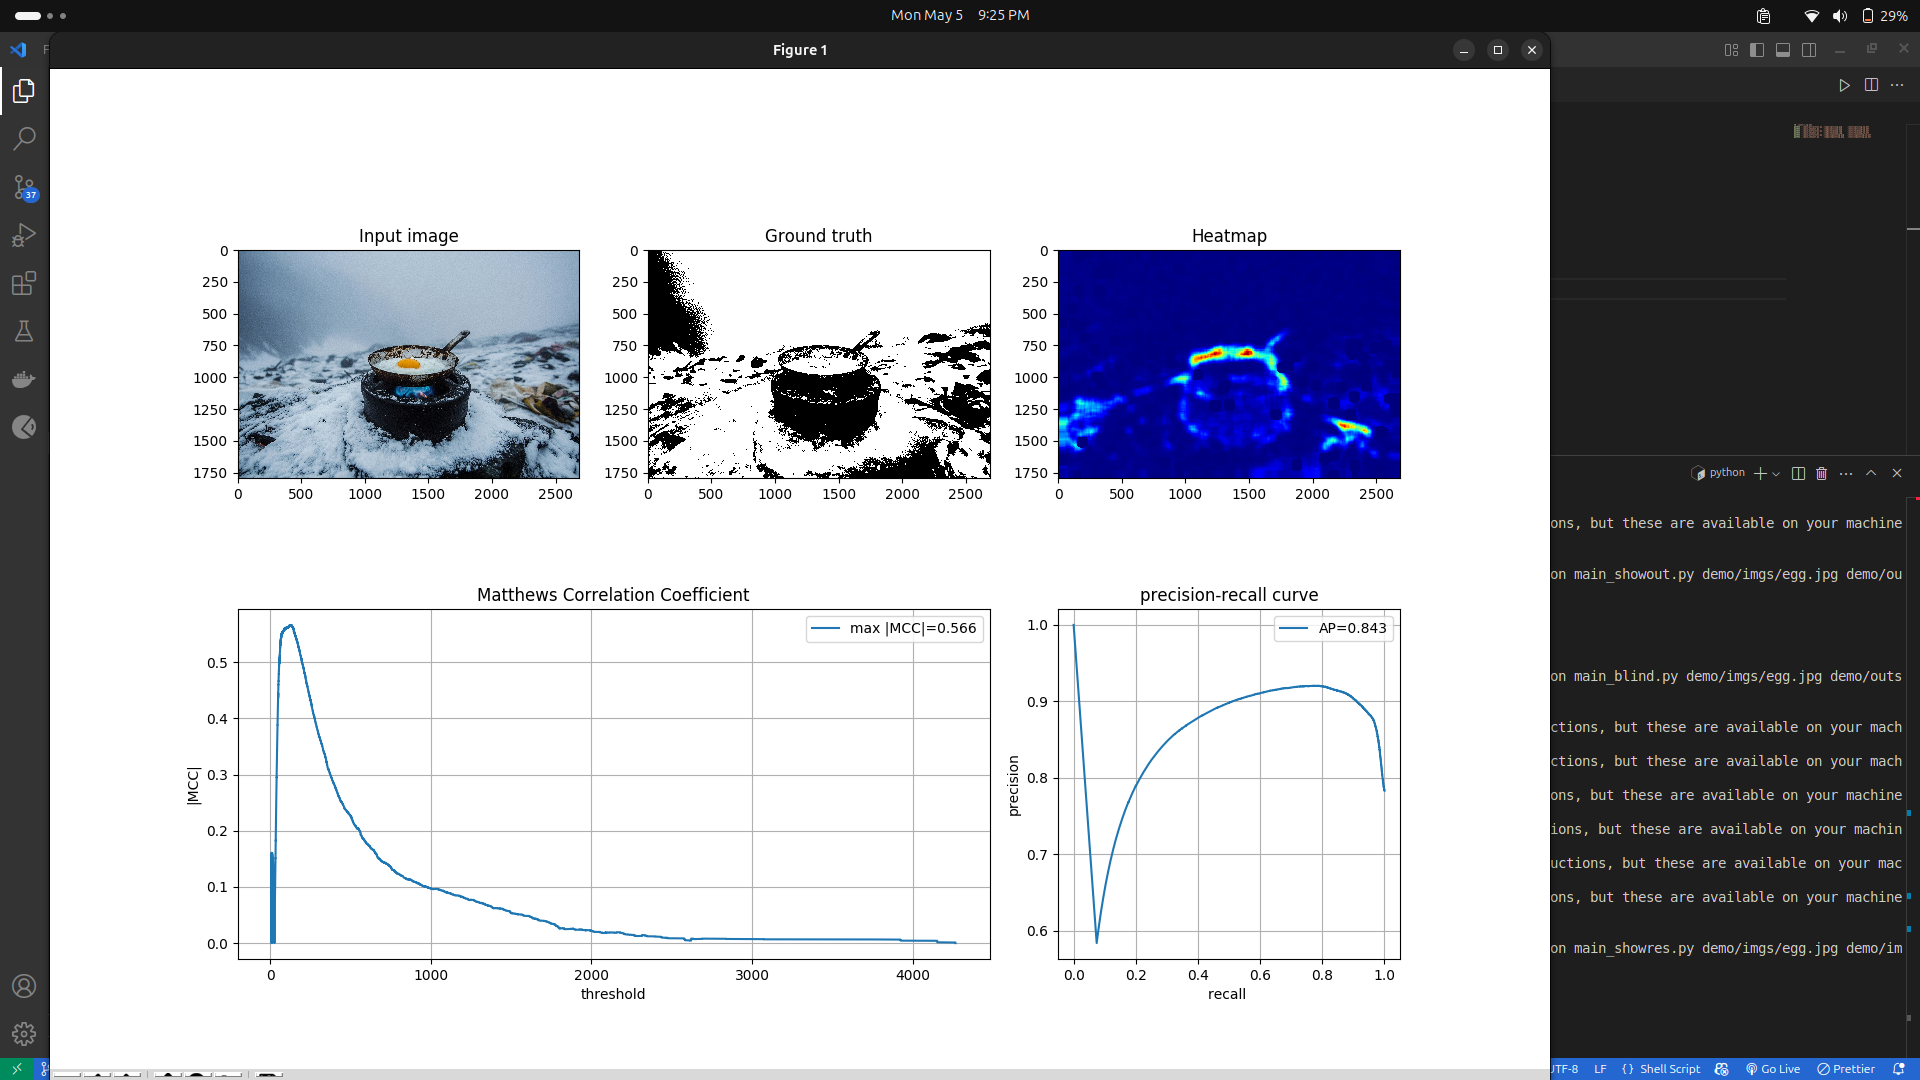 Mon May 5 9:25 PM
29%
Figure 1
37
Input image
0
250
500
750
1000
1250
1500
1750
0 500 1000 1500 2000 2500
Ground truth
0
250
500
750
1000
1250
1500
1750
0 500 1000 1500 2000 2500
Heatmap
0
250
500
750
1000
1250
1500
1750
0 500 1000 1500 2000 2500
Matthews Correlation Coefficient
max |MCC|=0.566
|MCC|
0.5
0.4
0.3
0.2
0.1
0.0
0 1000 2000 3000 4000
threshold
precision-recall curve
AP=0.843
precision
1.0
0.9
0.8
0.7
0.6
0.0 0.2 0.4 0.6 0.8 1.0
recall
python
ons, but these are available on your machine
on main_showout.py demo/imgs/egg.jpg demo/ou
on main_blind.py demo/imgs/egg.jpg demo/outs
ctions, but these are available on your mach
ctions, but these are available on your mach
ons, but these are available on your machine
ions, but these are available on your machin
uctions, but these are available on your mac
ons, but these are available on your machine
on main_showres.py demo/imgs/egg.jpg demo/im
TF-8 LF {} Shell Script Go Live Prettier